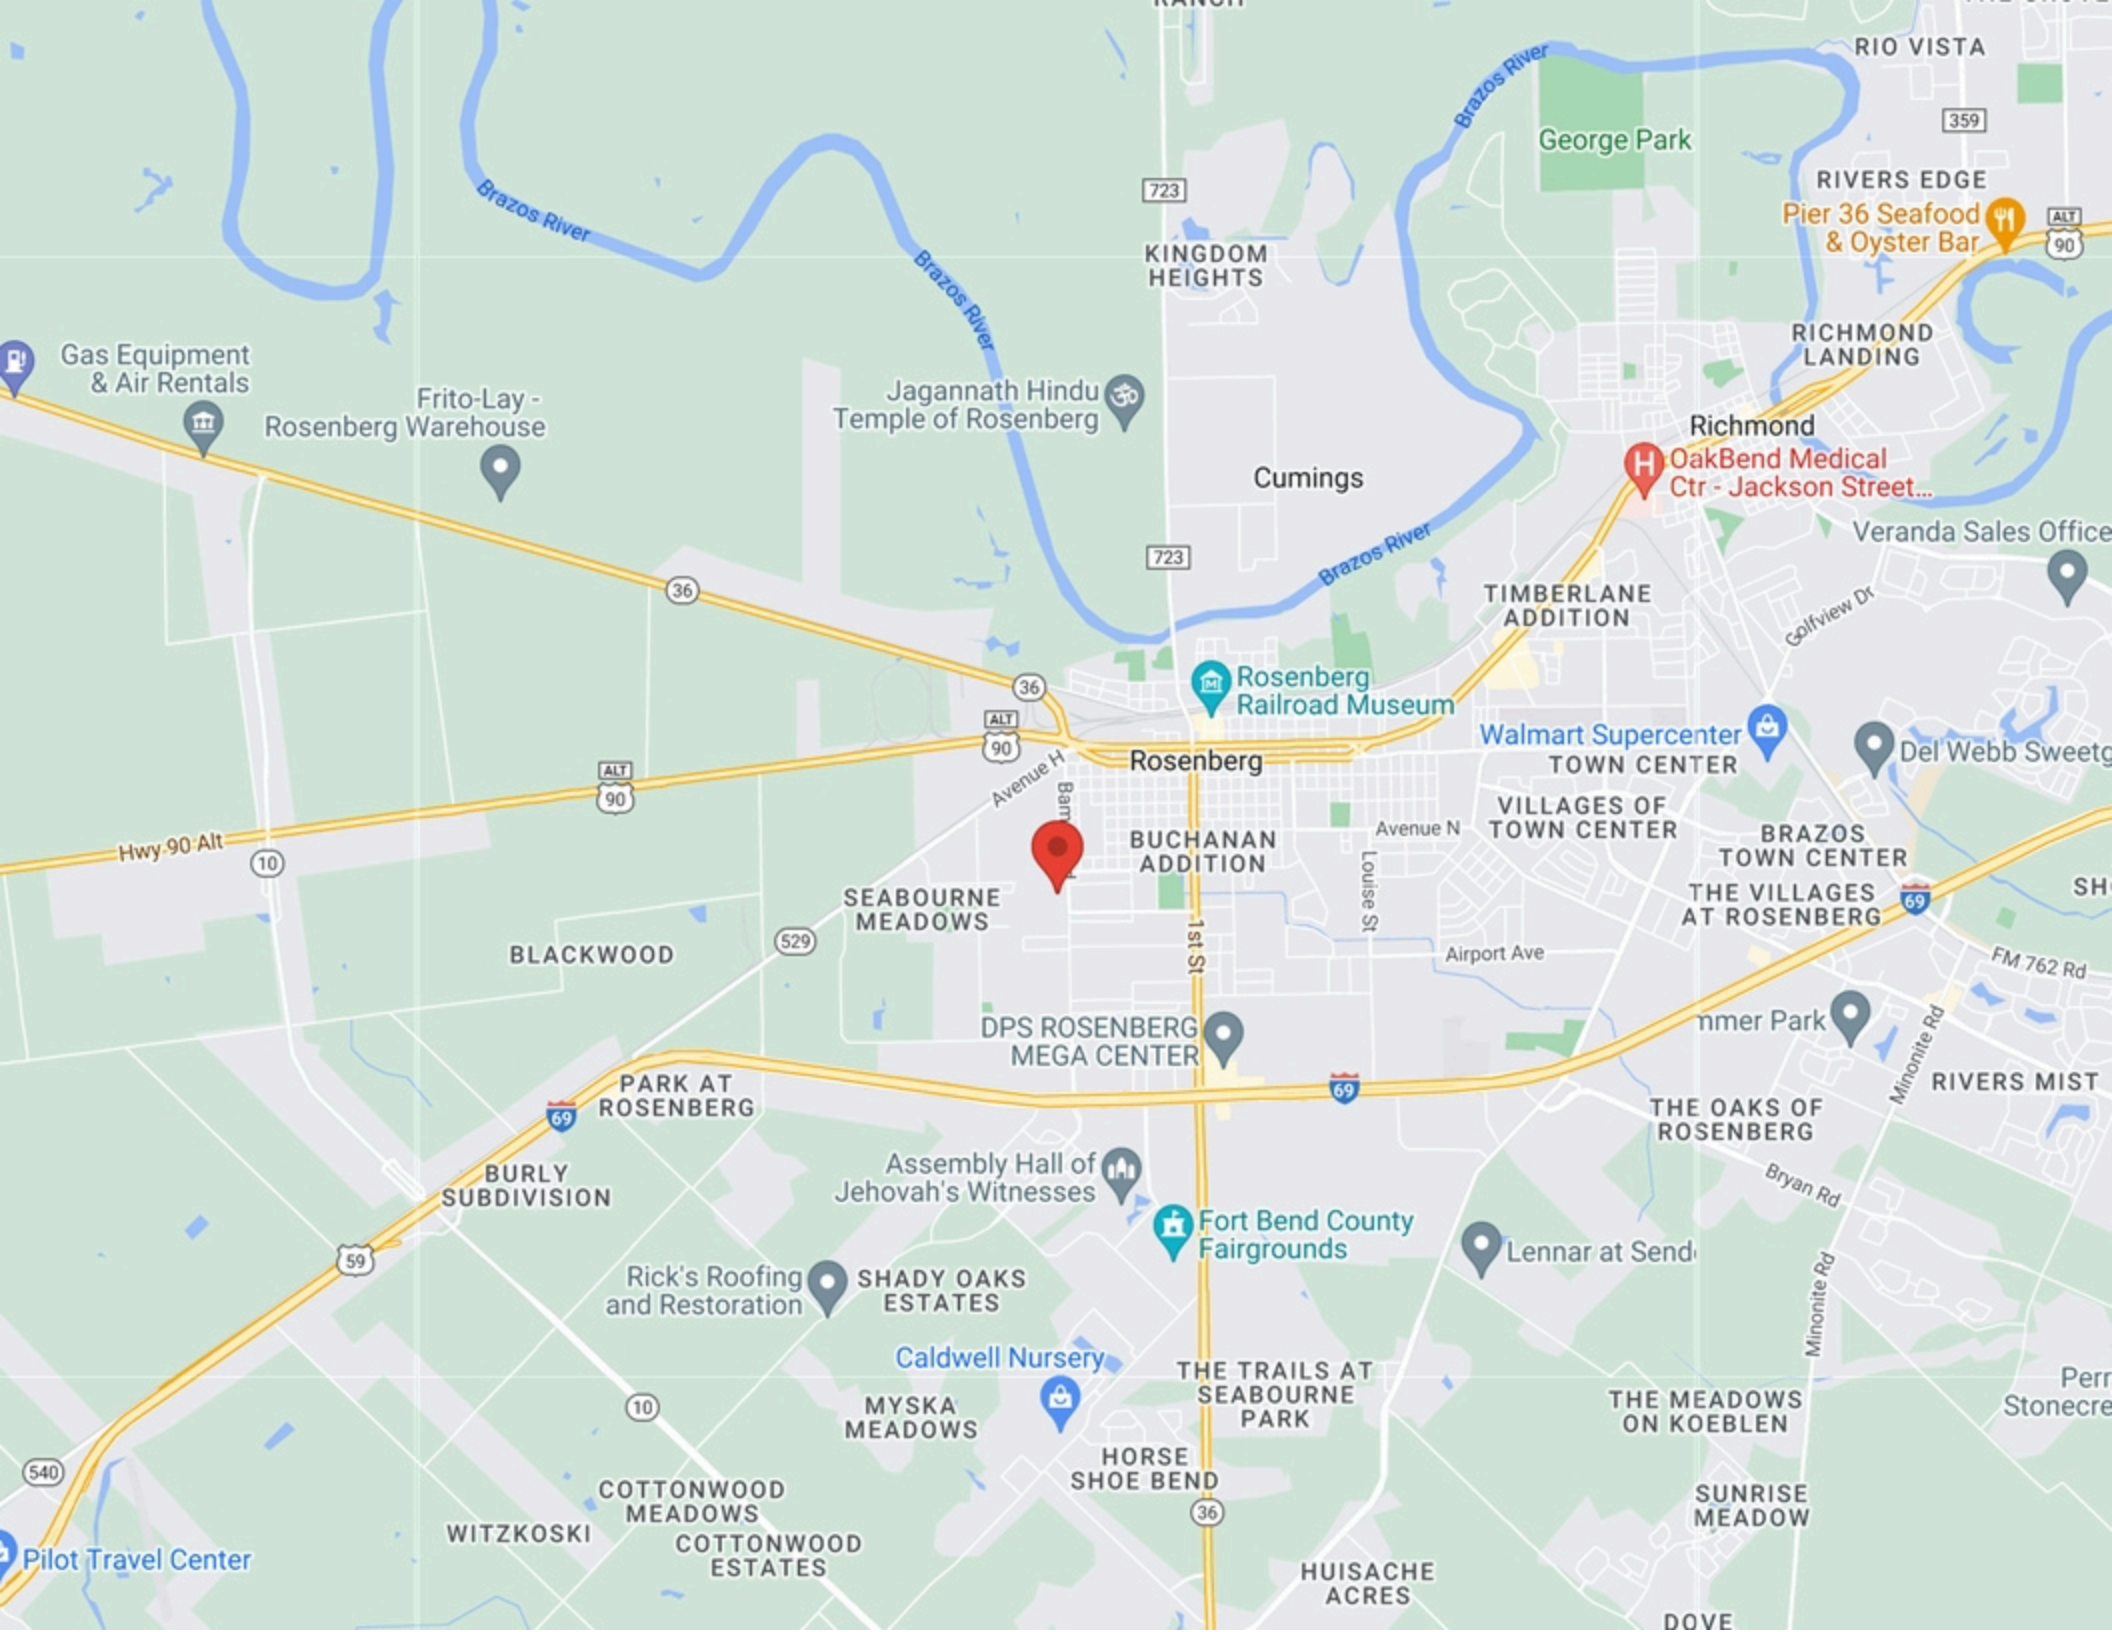 RIO VISTA
Brazos River
359
George Park
RIVERS EDGE
Pier 36 Seafood
& Oyster Bar
ALT
90
723
Brazos River
KINGDOM
HEIGHTS
Brazos River
RICHMOND
LANDING
Gas Equipment
& Air Rentals
Frito-Lay -
Rosenberg Warehouse
Jagannath Hindu
Temple of Rosenberg
Richmond
H
OakBend Medical
Ctr - Jackson Street...
Cumings
Veranda Sales Office
723
Brazos River
36
TIMBERLANE
ADDITION
Golfview Dr
36
Rosenberg
Railroad Museum
M
ALT
90
Walmart Supercenter
TOWN CENTER
Del Webb Sweetg
Rosenberg
Avenue H
ALT
90
Hwy 90 Alt
10
VILLAGES OF
TOWN CENTER
Avenue N
BUCHANAN
ADDITION
BRAZOS
TOWN CENTER
Louise St
SEABOURNE
MEADOWS
THE VILLAGES
AT ROSENBERG
69
SH
529
BLACKWOOD
1st St
Airport Ave
FM 762 Rd
DPS ROSENBERG
MEGA CENTER
mmer Park
Minonite Rd
PARK AT
ROSENBERG
69
69
RIVERS MIST
THE OAKS OF
ROSENBERG
BURLY
SUBDIVISION
Assembly Hall of
Jehovah's Witnesses
Bryan Rd
Fort Bend County
Fairgrounds
59
Lennar at Send
Rick's Roofing
and Restoration
SHADY OAKS
ESTATES
Minonite Rd
Caldwell Nursery
THE TRAILS AT
SEABOURNE
PARK
Perr
Stonecre
10
MYSKA
MEADOWS
THE MEADOWS
ON KOEBLEN
HORSE
SHOE BEND
540
COTTONWOOD
MEADOWS
36
SUNRISE
MEADOW
WITZKOSKI
COTTONWOOD
ESTATES
Pilot Travel Center
HUISACHE
ACRES
DOVE